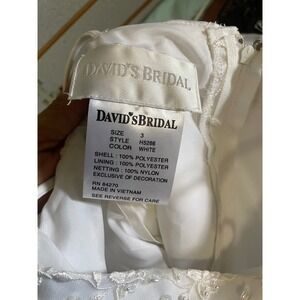 DAVID'S BRIDAL
DAVID'S BRIDAL
SIZE 3
STYLE H5266
COLOR WHITE
SHELL : 100% POLYESTER
LINING : 100% POLYESTER
NETTING : 100% NYLON
EXCLUSIVE OF DECORATION
RN 84270
MADE IN VIETNAM
SEE REVERSE FOR CARE